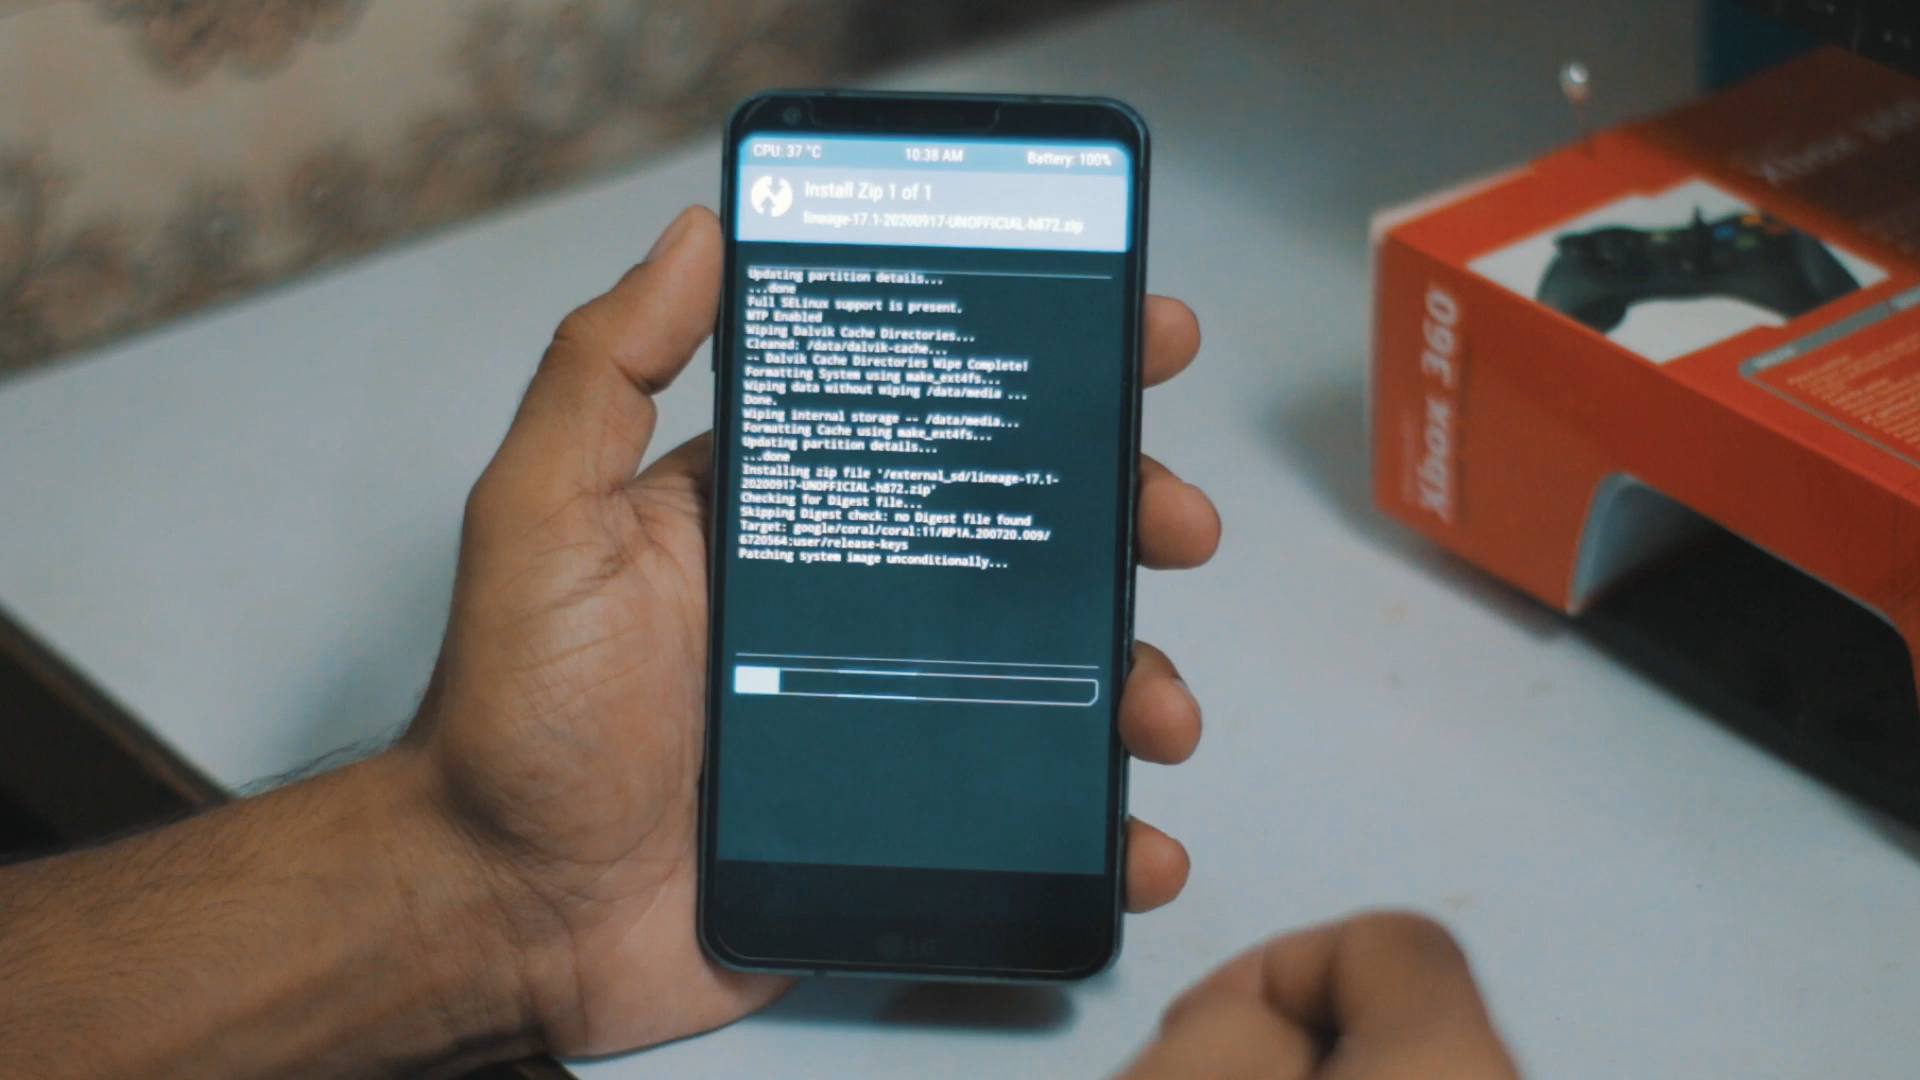 CPU: 37 °C
10:38 AM
Battery: 100%
Install Zip 1 of 1
lineage-17.1-20200917-UNOFFICIAL-h872.zip
Updating partition details...
...done
Full SELinux support is present.
MTP Enabled
Wiping Dalvik Cache Directories...
Cleaned: /data/dalvik-cache...
-- Dalvik Cache Directories Wipe Complete!
Formatting System using make_ext4fs...
Wiping data without wiping /data/media ...
Done.
Wiping internal storage -- /data/media...
Formatting Cache using make_ext4fs...
Updating partition details...
...done
Installing zip file '/external_sd/lineage-17.1-
20200917-UNOFFICIAL-h872.zip'
Checking for Digest file...
Skipping Digest check: no Digest file found
Target: google/coral/coral:11/RP1A.200720.009/
6720564:user/release-keys
Patching system image unconditionally...
LG
Xbox 360
Xbox 360